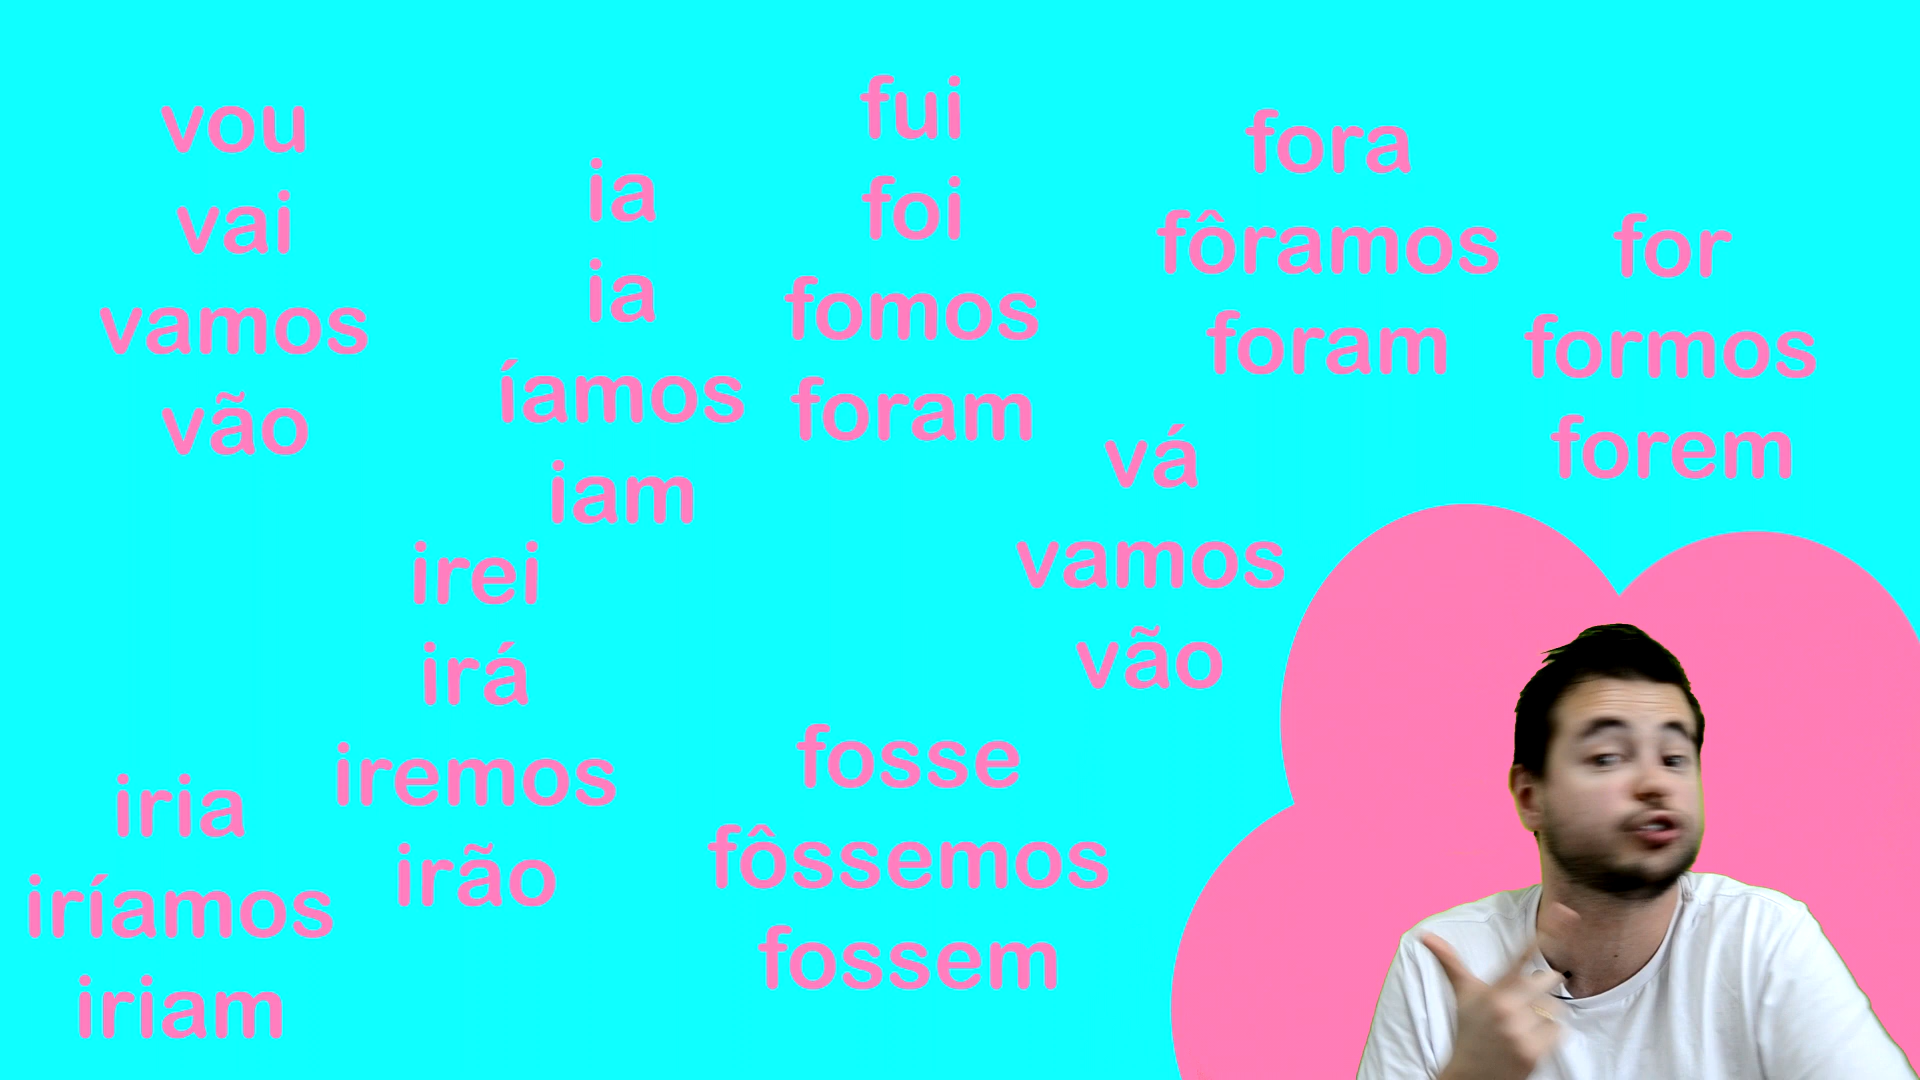 vou
vai
vamos
vão
ia
ia
íamos
iam
fui
foi
fomos
foram
fora
fôramos
foram
for
formos
forem
vá
vamos
vão
irei
irá
iremos
irão
iria
iríamos
iriam
fosse
fôssemos
fossem